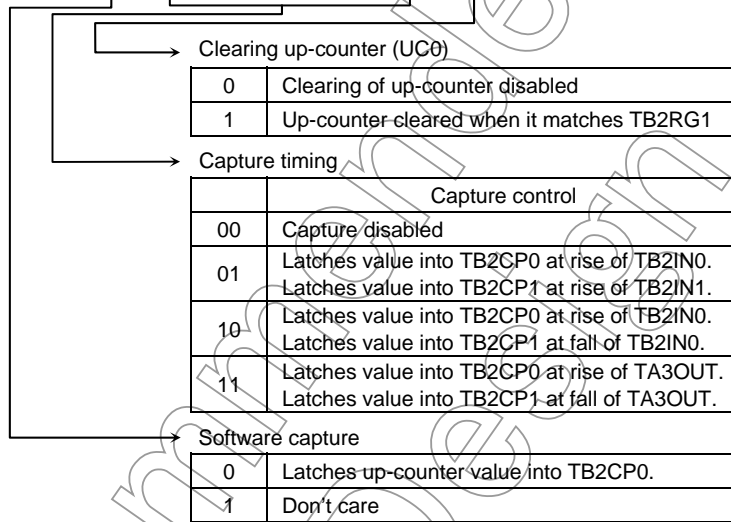 Clearing up-counter (UC0)
0 Clearing of up-counter disabled
1 Up-counter cleared when it matches TB2RG1
Capture timing
Capture control
00 Capture disabled
01 Latches value into TB2CP0 at rise of TB2IN0.
Latches value into TB2CP1 at rise of TB2IN1.
10 Latches value into TB2CP0 at rise of TB2IN0.
Latches value into TB2CP1 at fall of TB2IN0.
11 Latches value into TB2CP0 at rise of TA3OUT.
Latches value into TB2CP1 at fall of TA3OUT.
Software capture
0 Latches up-counter value into TB2CP0.
1 Don't care